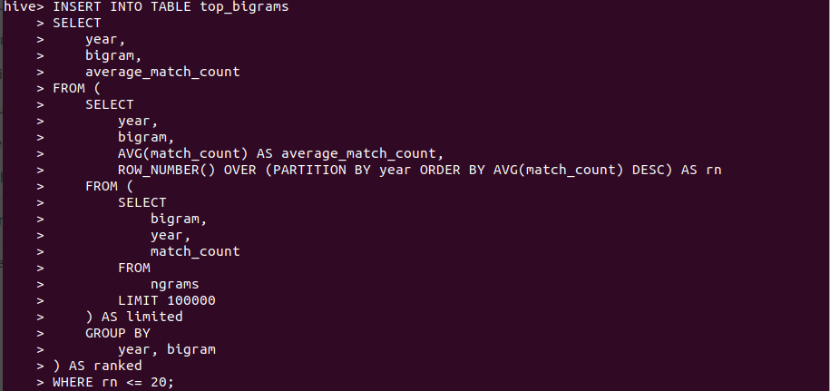 hive> INSERT INTO TABLE top_bigrams
    > SELECT
    >     year,
    >     bigram,
    >     average_match_count
    > FROM (
    >     SELECT
    >         year,
    >         bigram,
    >         AVG(match_count) AS average_match_count,
    >         ROW_NUMBER() OVER (PARTITION BY year ORDER BY AVG(match_count) DESC) AS rn
    >     FROM (
    >         SELECT
    >             bigram,
    >             year,
    >             match_count
    >         FROM
    >             ngrams
    >         LIMIT 100000
    >     ) AS limited
    >     GROUP BY
    >         year, bigram
    > ) AS ranked
    > WHERE rn <= 20;